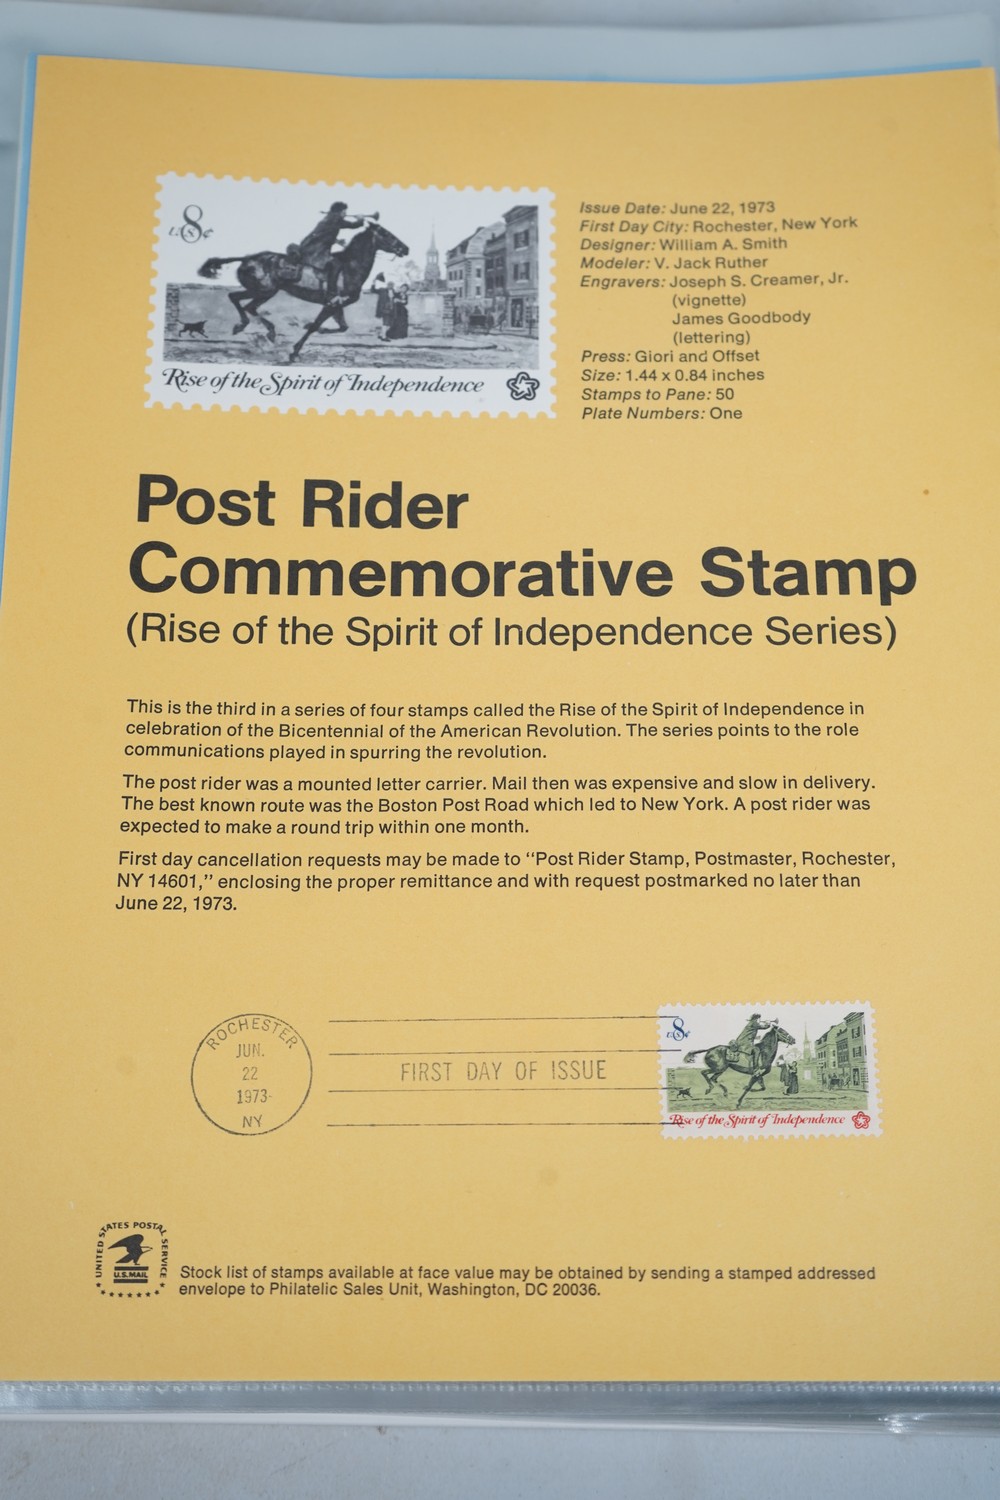 8
US ¢
Rise of the Spirit of Independence
Issue Date: June 22, 1973
First Day City: Rochester, New York
Designer: William A. Smith
Modeler: V. Jack Ruther
Engravers: Joseph S. Creamer, Jr.
(vignette)
James Goodbody
(lettering)
Press: Giori and Offset
Size: 1.44 x 0.84 inches
Stamps to Pane: 50
Plate Numbers: One
Post Rider
Commemorative Stamp
(Rise of the Spirit of Independence Series)
This is the third in a series of four stamps called the Rise of the Spirit of Independence in
celebration of the Bicentennial of the American Revolution. The series points to the role
communications played in spurring the revolution.
The post rider was a mounted letter carrier. Mail then was expensive and slow in delivery.
The best known route was the Boston Post Road which led to New York. A post rider was
expected to make a round trip within one month.
First day cancellation requests may be made to “Post Rider Stamp, Postmaster, Rochester,
NY 14601,” enclosing the proper remittance and with request postmarked no later than
June 22, 1973.
ROCHESTER
JUN.
22
1973
NY
FIRST DAY OF ISSUE
8
US ¢
Rise of the Spirit of Independence
UNITED STATES POSTAL SERVICE
U.S.MAIL
Stock list of stamps available at face value may be obtained by sending a stamped addressed
envelope to Philatelic Sales Unit, Washington, DC 20036.